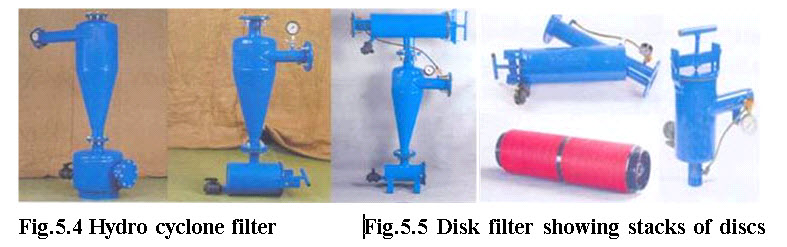 Fig.5.4 Hydro cyclone filter
Fig.5.5 Disk filter showing stacks of discs